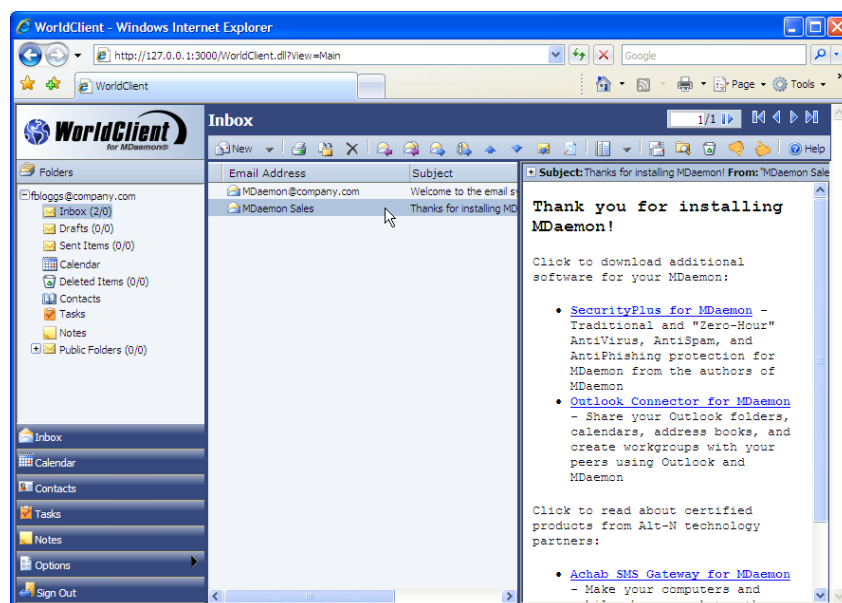 WorldClient - Windows Internet Explorer
http://127.0.0.1:3000/WorldClient.dll?View=Main
Google
WorldClient
Page
Tools
WorldClient
for MDaemon®
Inbox
1/1
New
Help
Folders
Email Address
Subject
Subject: Thanks for installing MDaemon! From: "MDaemon Sale
fbloggs@company.com
Inbox (2/0)
Drafts (0/0)
Sent Items (0/0)
Calendar
Deleted Items (0/0)
Contacts
Tasks
Notes
Public Folders (0/0)
MDaemon@company.com
Welcome to the email sy
MDaemon Sales
Thanks for installing MD
Thank you for installing
MDaemon!
Click to download additional
software for your MDaemon:
• SecurityPlus for MDaemon -
Traditional and "Zero-Hour"
AntiVirus, AntiSpam, and
AntiPhishing protection for
MDaemon from the authors of
MDaemon
• Outlook Connector for MDaemon
- Share your Outlook folders,
calendars, address books, and
create workgroups with your
peers using Outlook and
MDaemon
Click to read about certified
products from Alt-N technology
partners:
• Achab SMS Gateway for MDaemon
- Make your computers and
Inbox
Calendar
Contacts
Tasks
Notes
Options
Sign Out